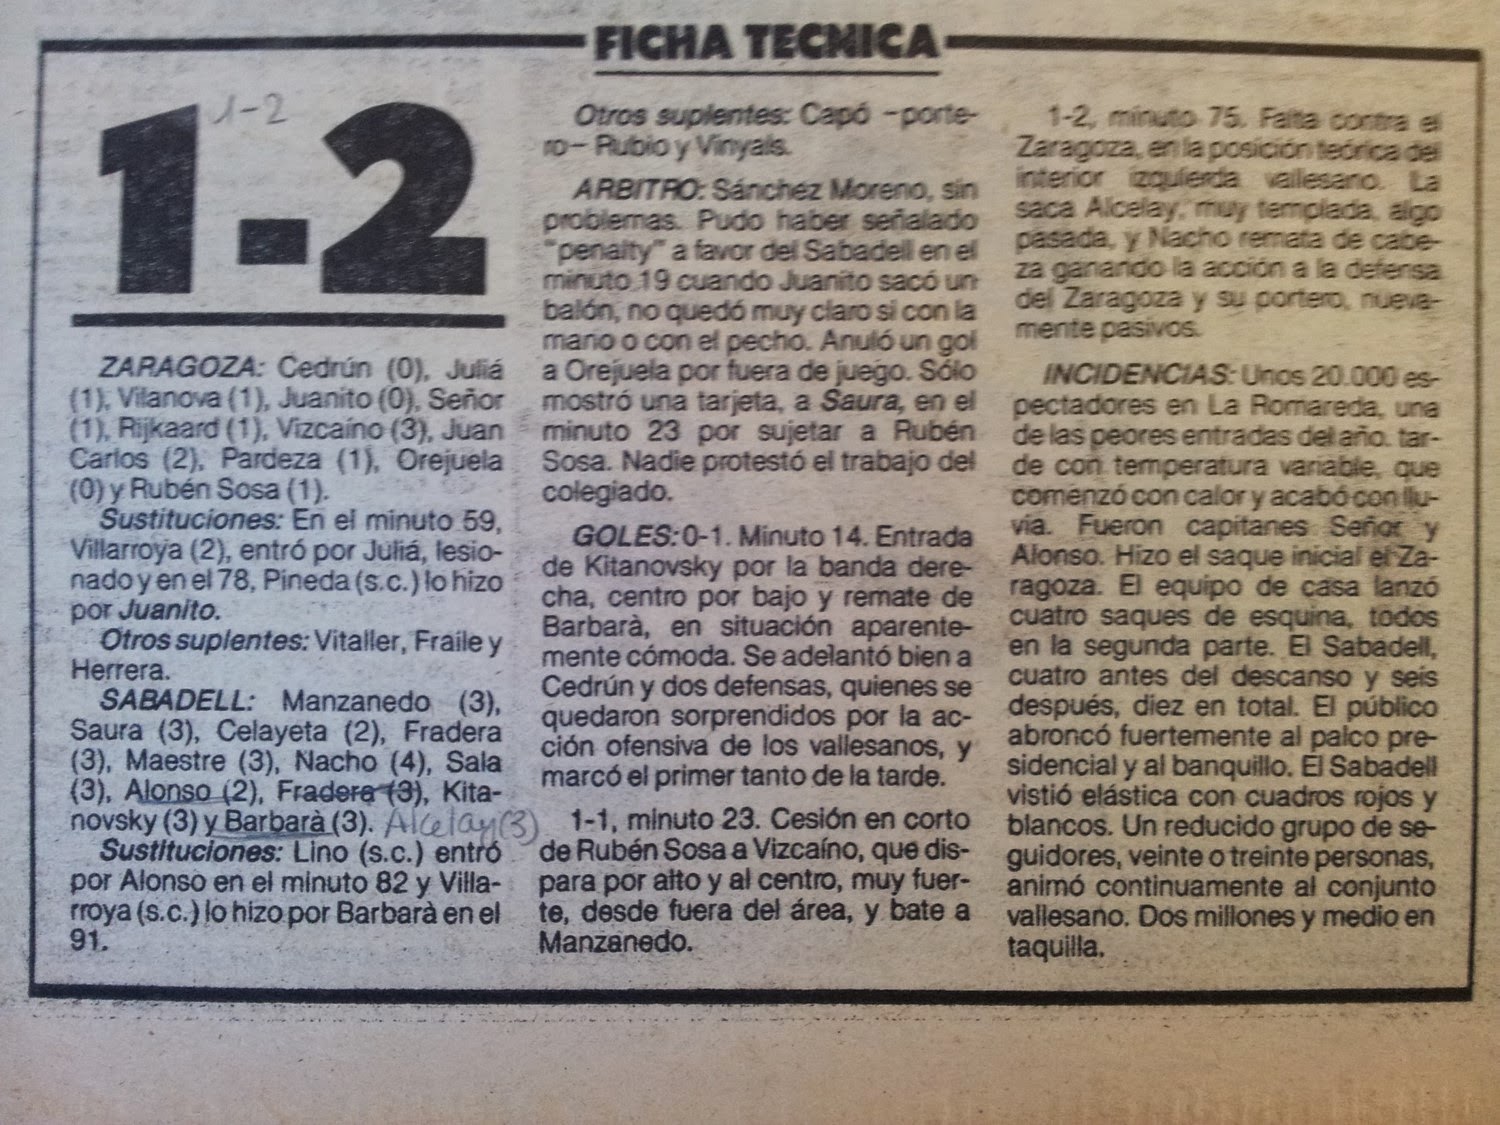 FICHA TECNICA
1-2
1-2
ZARAGOZA: Cedrún (0), Juliá
(1), Vilanova (1), Juanito (0), Señor
(1), Rijkaard (1), Vizcaíno (3), Juan
Carlos (2), Pardeza (1), Orejuela
(0) y Rubén Sosa (1).
Sustituciones: En el minuto 59,
Villarroya (2), entró por Juliá, lesio-
nado y en el 78, Pineda (s.c.) lo hizo
por Juanito.
Otros suplentes: Vitaller, Fraile y
Herrera.
SABADELL: Manzanedo (3),
Saura (3), Celayeta (2), Fradera
(3), Maestre (3), Nacho (4), Sala
(3), Alonso (2), Fradera (3), Kita-
novsky (3) y Barbarà (3). Alcelay (3)
Sustituciones: Lino (s.c.) entró
por Alonso en el minuto 82 y Villa-
rroya (s.c.) lo hizo por Barbarà en el
91.
Otros suplentes: Capó –porte-
ro– Rubio y Vinyals.
ARBITRO: Sánchez Moreno, sin
problemas. Pudo haber señalado
"penalty" a favor del Sabadell en el
minuto 19 cuando Juanito sacó un
balón, no quedó muy claro si con la
mano o con el pecho. Anuló un gol
a Orejuela por fuera de juego. Sólo
mostró una tarjeta, a Saura, en el
minuto 23 por sujetar a Rubén
Sosa. Nadie protestó el trabajo del
colegiado.
GOLES: 0-1. Minuto 14. Entrada
de Kitanovsky por la banda dere-
cha, centro por bajo y remate de
Barbarà, en situación aparente-
mente cómoda. Se adelantó bien a
Cedrún y dos defensas, quienes se
quedaron sorprendidos por la ac-
ción ofensiva de los vallesanos, y
marcó el primer tanto de la tarde.
1-1, minuto 23. Cesión en corto
de Rubén Sosa a Vizcaíno, que dis-
para por alto y al centro, muy fuer-
te, desde fuera del área, y bate a
Manzanedo.
1-2, minuto 75. Falta contra el
Zaragoza, en la posición teórica del
interior izquierda vallesano. La
saca Alcelay, muy templada, algo
pasada, y Nacho remata de cabe-
za ganando la acción a la defensa
del Zaragoza y su portero, nueva-
mente pasivos.
INCIDENCIAS: Unos 20.000 es-
pectadores en La Romareda, una
de las peores entradas del año. tar-
de con temperatura variable, que
comenzó con calor y acabó con llu-
via. Fueron capitanes Señor y
Alonso. Hizo el saque inicial el Za-
ragoza. El equipo de casa lanzó
cuatro saques de esquina, todos
en la segunda parte. El Sabadell,
cuatro antes del descanso y seis
después, diez en total. El público
abroncó fuertemente al palco pre-
sidencial y al banquillo. El Sabadell
vistió elástica con cuadros rojos y
blancos. Un reducido grupo de se-
guidores, veinte o treinte personas,
animó continuamente al conjunto
vallesano. Dos millones y medio en
taquilla.